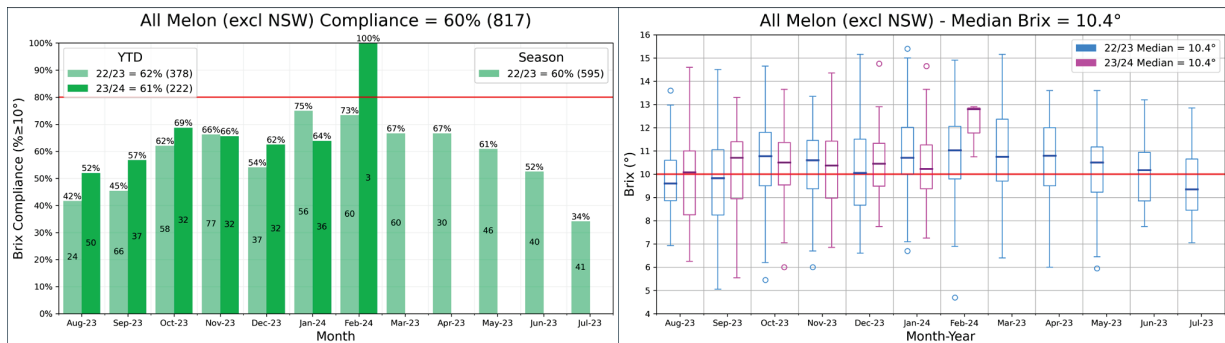 All Melon (excl NSW) Compliance = 60% (817)
YTD
22/23 = 62% (378)
23/24 = 61% (222)
Season
22/23 = 60% (595)
Brix Compliance (%≥10°)
100%
90%
80%
70%
60%
50%
40%
30%
20%
10%
0%
42% 52% 45% 57% 62% 69% 66% 66% 54% 62% 75% 64% 73% 100% 67% 67% 61% 52% 34%
24 50 66 37 58 32 77 32 37 32 56 36 60 3 60 30 46 40 41
Aug-23 Sep-23 Oct-23 Nov-23 Dec-23 Jan-24 Feb-24 Mar-23 Apr-23 May-23 Jun-23 Jul-23
Month
All Melon (excl NSW) - Median Brix = 10.4°
22/23 Median = 10.4°
23/24 Median = 10.4°
Brix (°)
16
15
14
13
12
11
10
9
8
7
6
5
4
Aug-23 Sep-23 Oct-23 Nov-23 Dec-23 Jan-24 Feb-24 Mar-23 Apr-23 May-23 Jun-23 Jul-23
Month-Year